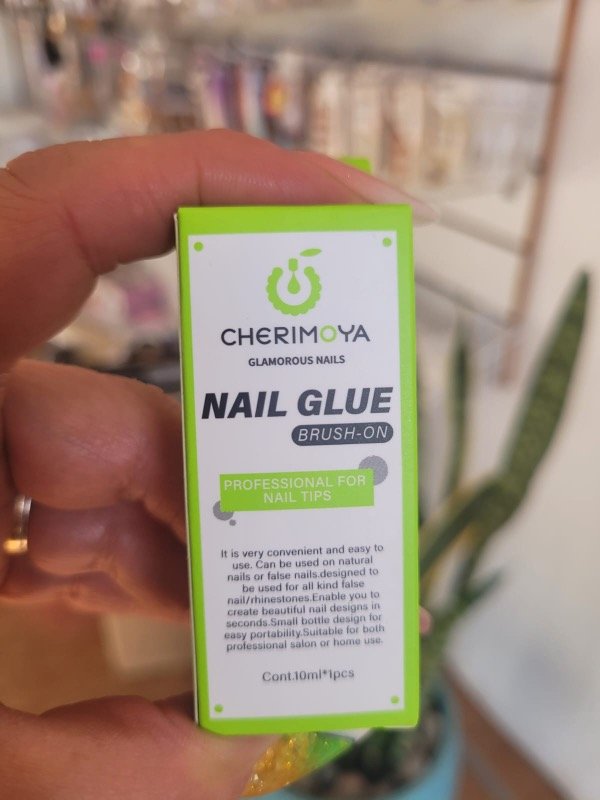 CHERIMOYA
GLAMOROUS NAILS
NAIL GLUE
BRUSH-ON
PROFESSIONAL FOR
NAIL TIPS
It is very convenient and easy to
use. Can be used on natural
nails or false nails.designed to
be used for all kind false
nail/rhinestones.Enable you to
create beautiful nail designs in
seconds.Small bottle design for
easy portability.Suitable for both
professional salon or home use.
Cont.10ml*1pcs